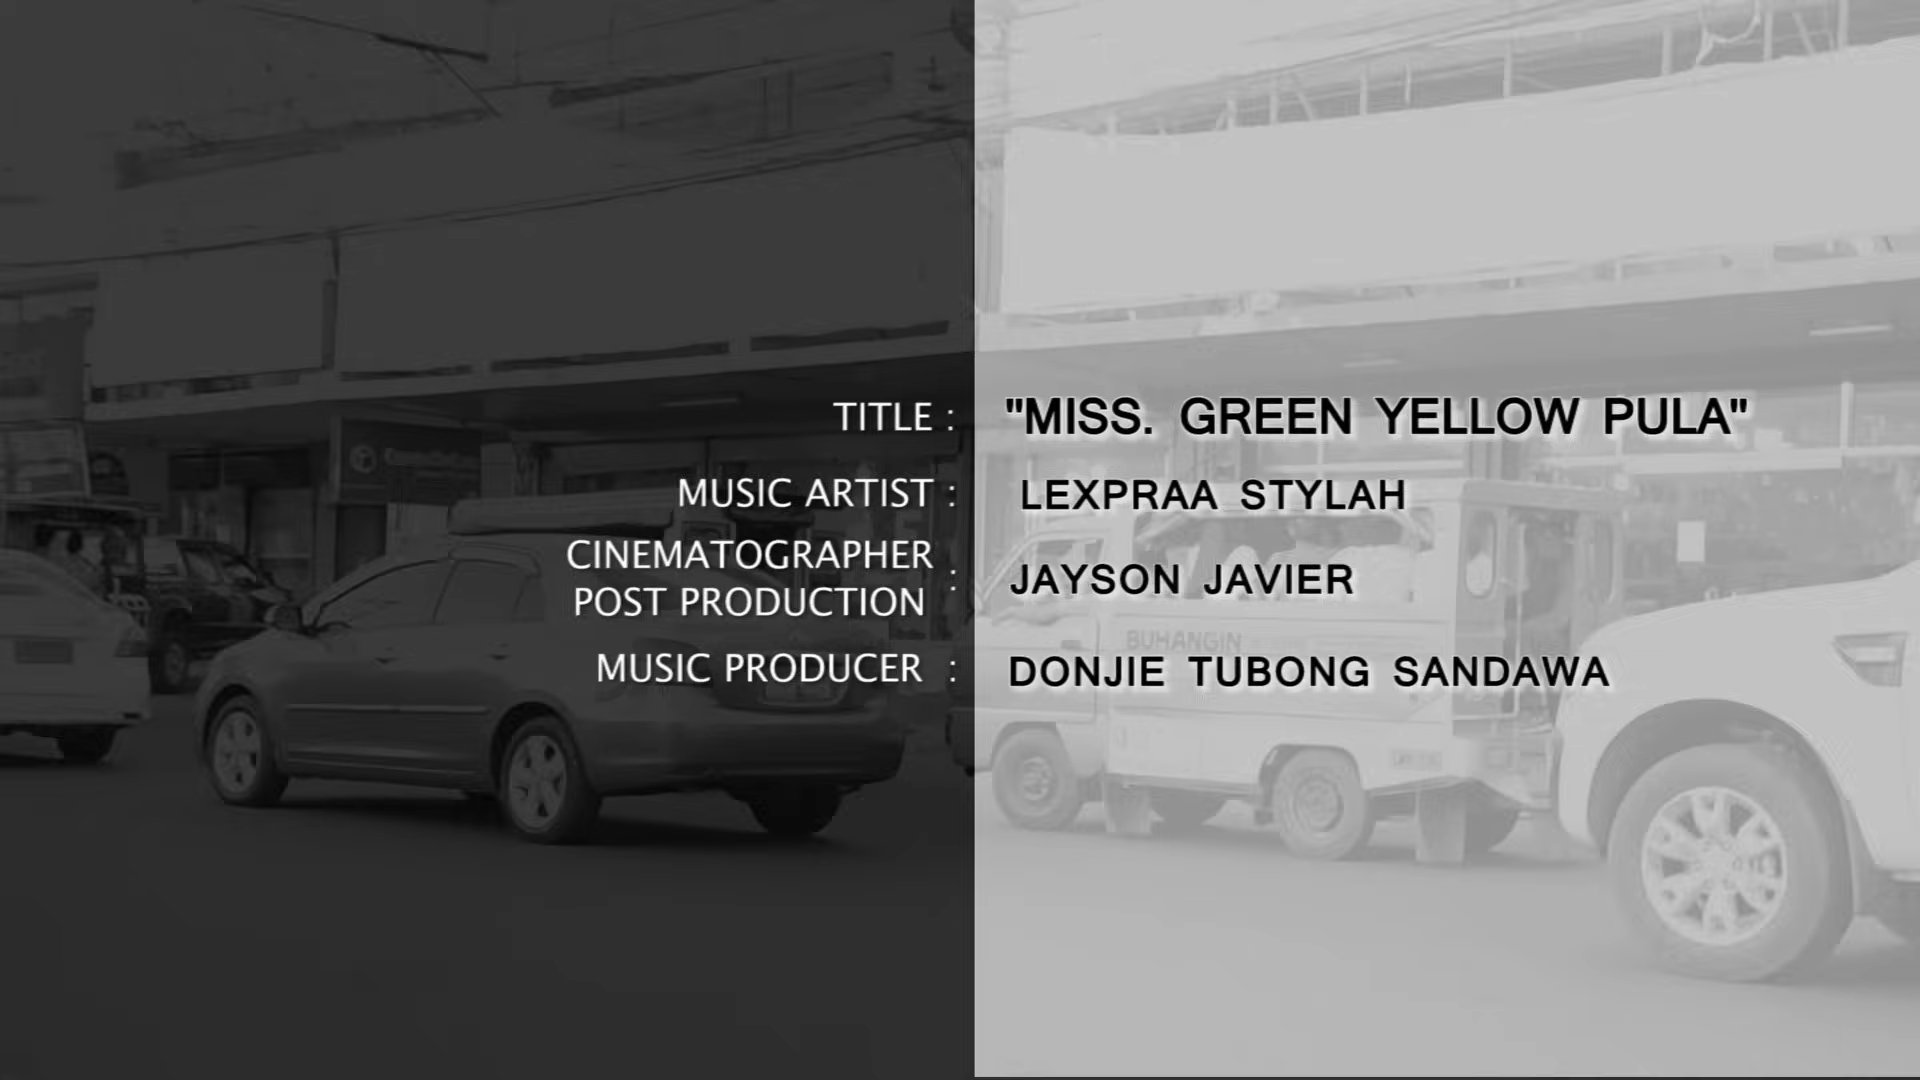 TITLE : "MISS. GREEN YELLOW PULA"
MUSIC ARTIST : LEXPRAA STYLAH
CINEMATOGRAPHER
POST PRODUCTION : JAYSON JAVIER
MUSIC PRODUCER : DONJIE TUBONG SANDAWA
BUHANGIN